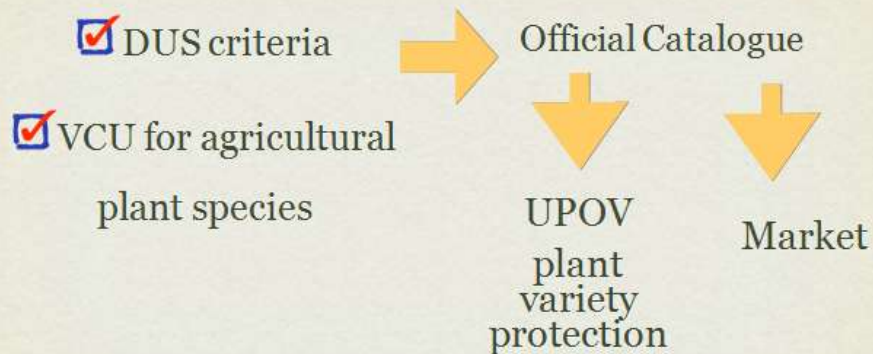 DUS criteria
VCU for agricultural
plant species
Official Catalogue
UPOV
plant
variety
protection
Market